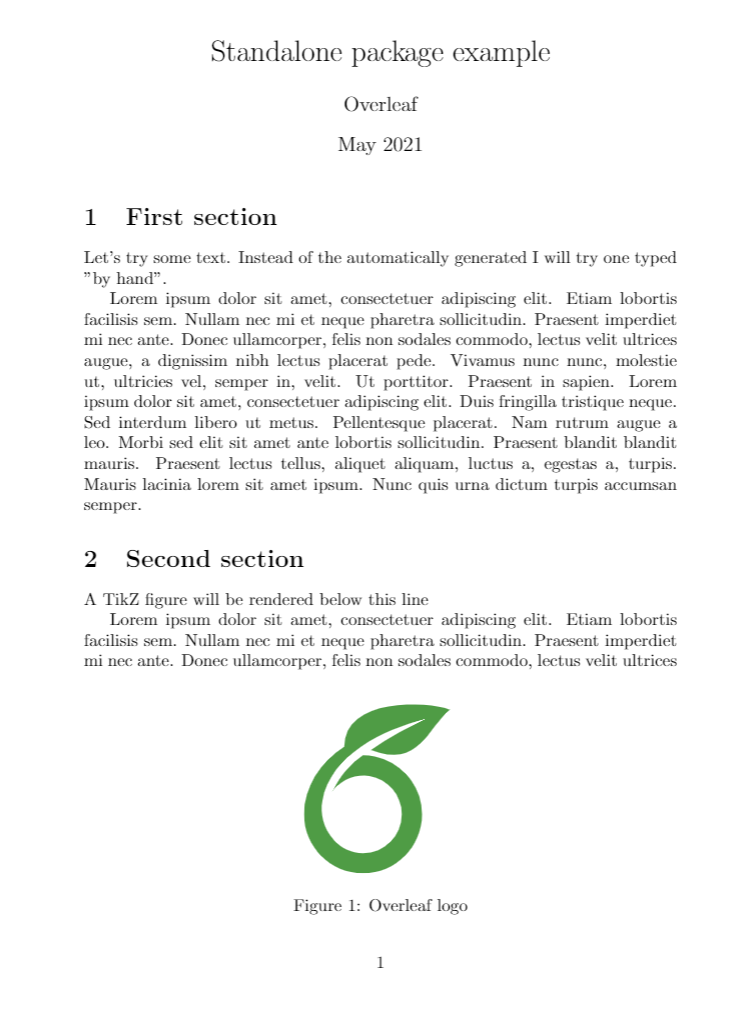 Standalone package example
Overleaf
May 2021
1 First section
Let's try some text. Instead of the automatically generated I will try one typed
"by hand".
Lorem ipsum dolor sit amet, consectetuer adipiscing elit. Etiam lobortis
facilisis sem. Nullam nec mi et neque pharetra sollicitudin. Praesent imperdiet
mi nec ante. Donec ullamcorper, felis non sodales commodo, lectus velit ultrices
augue, a dignissim nibh lectus placerat pede. Vivamus nunc nunc, molestie
ut, ultricies vel, semper in, velit. Ut porttitor. Praesent in sapien. Lorem
ipsum dolor sit amet, consectetuer adipiscing elit. Duis fringilla tristique neque.
Sed interdum libero ut metus. Pellentesque placerat. Nam rutrum augue a
leo. Morbi sed elit sit amet ante lobortis sollicitudin. Praesent blandit blandit
mauris. Praesent lectus tellus, aliquet aliquam, luctus a, egestas a, turpis.
Mauris lacinia lorem sit amet ipsum. Nunc quis urna dictum turpis accumsan
semper.
2 Second section
A TikZ figure will be rendered below this line
Lorem ipsum dolor sit amet, consectetuer adipiscing elit. Etiam lobortis
facilisis sem. Nullam nec mi et neque pharetra sollicitudin. Praesent imperdiet
mi nec ante. Donec ullamcorper, felis non sodales commodo, lectus velit ultrices
Figure 1: Overleaf logo
1